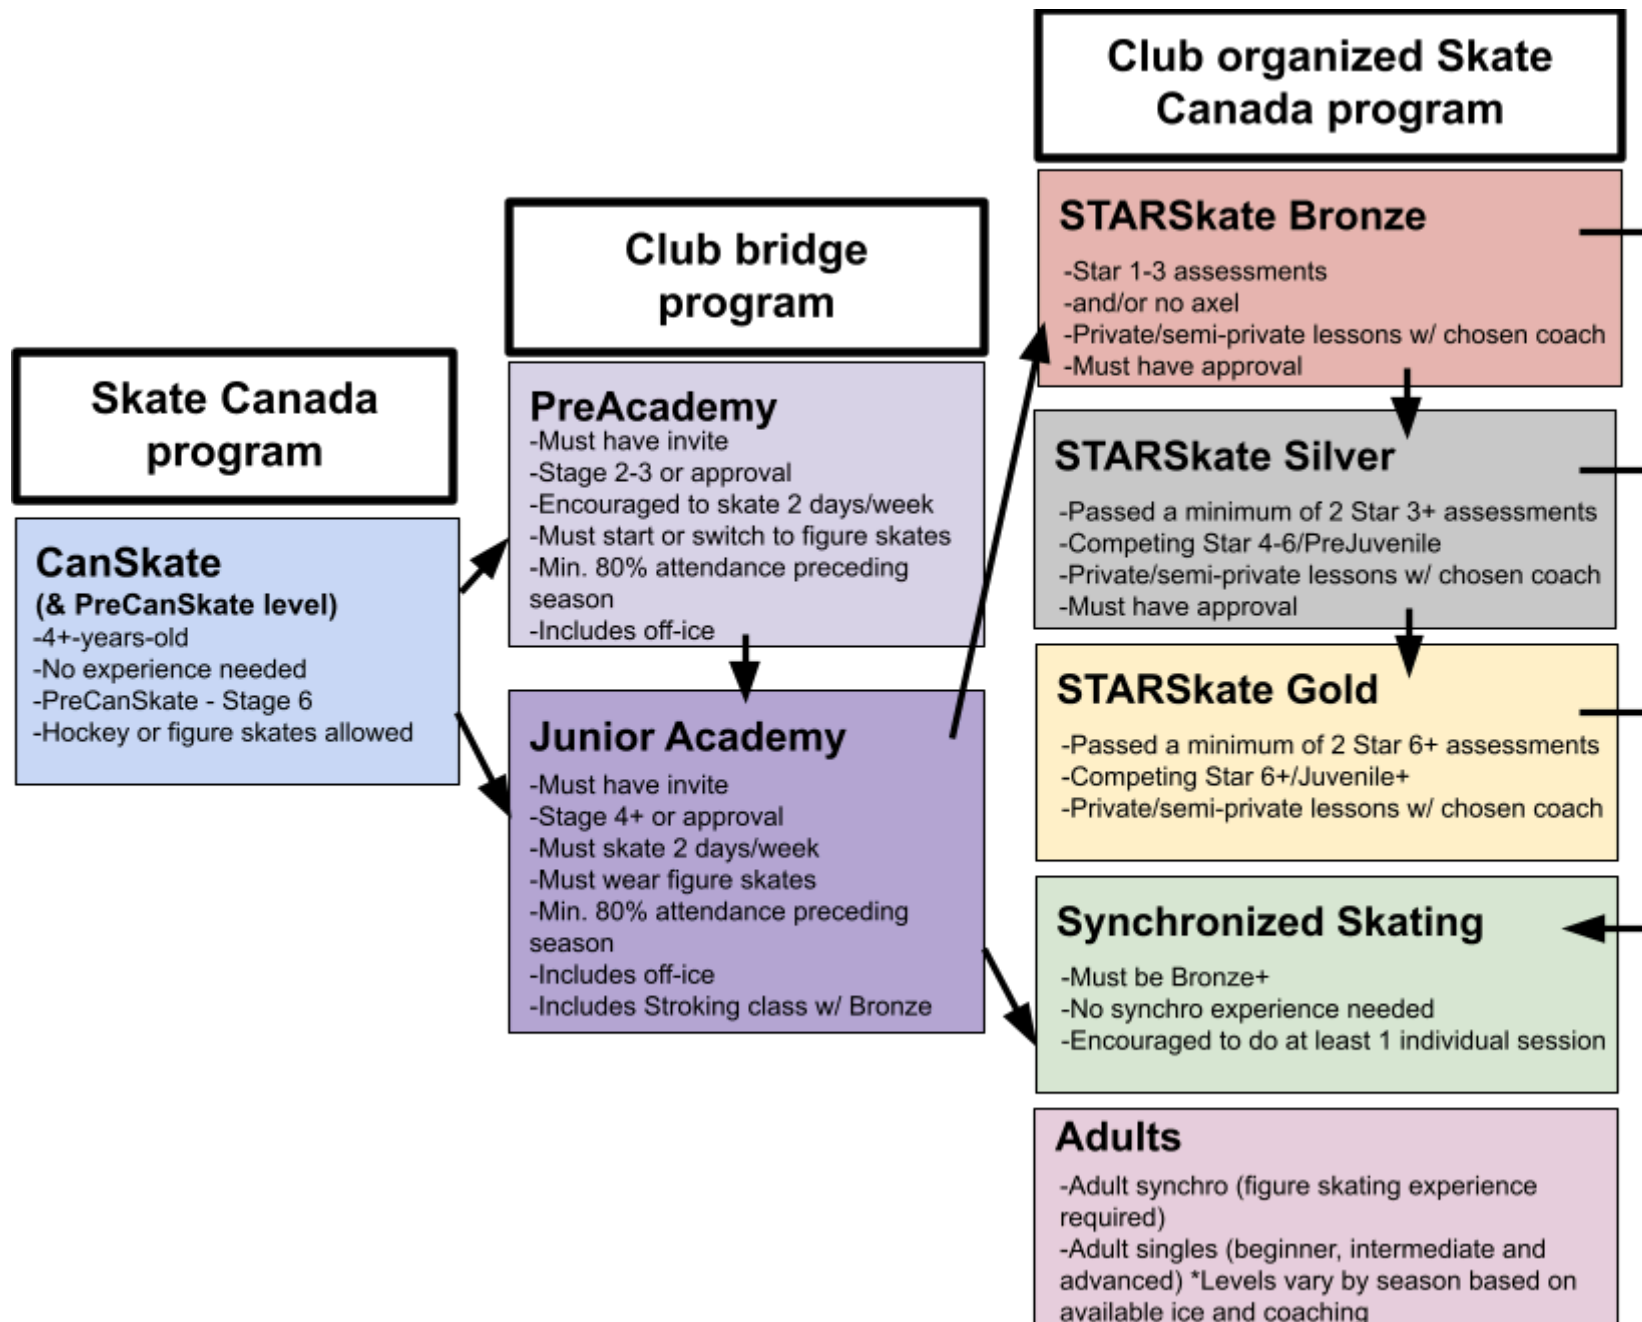 Skate Canada
program
CanSkate
(& PreCanSkate level)
-4+-years-old
-No experience needed
-PreCanSkate - Stage 6
-Hockey or figure skates allowed
Club bridge
program
PreAcademy
-Must have invite
-Stage 2-3 or approval
-Encouraged to skate 2 days/week
-Must start or switch to figure skates
-Min. 80% attendance preceding
season
-Includes off-ice
Junior Academy
-Must have invite
-Stage 4+ or approval
-Must skate 2 days/week
-Must wear figure skates
-Min. 80% attendance preceding
season
-Includes off-ice
-Includes Stroking class w/ Bronze
Club organized Skate
Canada program
STARSkate Bronze
-Star 1-3 assessments
-and/or no axel
-Private/semi-private lessons w/ chosen coach
-Must have approval
STARSkate Silver
-Passed a minimum of 2 Star 3+ assessments
-Competing Star 4-6/PreJuvenile
-Private/semi-private lessons w/ chosen coach
-Must have approval
STARSkate Gold
-Passed a minimum of 2 Star 6+ assessments
-Competing Star 6+/Juvenile+
-Private/semi-private lessons w/ chosen coach
Synchronized Skating
-Must be Bronze+
-No synchro experience needed
-Encouraged to do at least 1 individual session
Adults
-Adult synchro (figure skating experience
required)
-Adult singles (beginner, intermediate and
advanced) *Levels vary by season based on
available ice and coaching